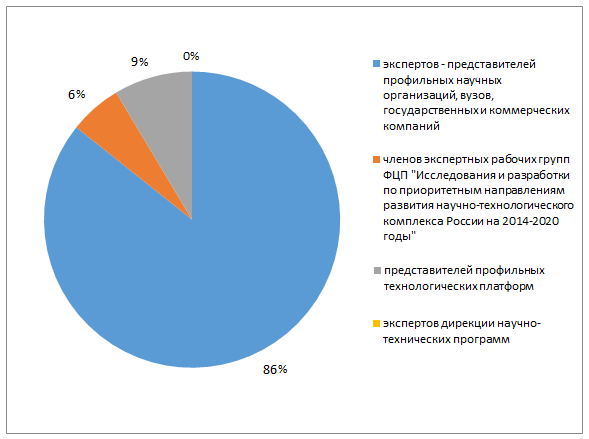 0%
9%
6%
86%
экспертов - представителей
профильных научных
организаций, вузов,
государственных и коммерческих
компаний
членов экспертных рабочих групп
ФЦП "Исследования и разработки
по приоритетным направлениям
развития научно-технологического
комплекса России на 2014-2020
годы"
представителей профильных
технологических платформ
экспертов дирекции научно-
технических программ